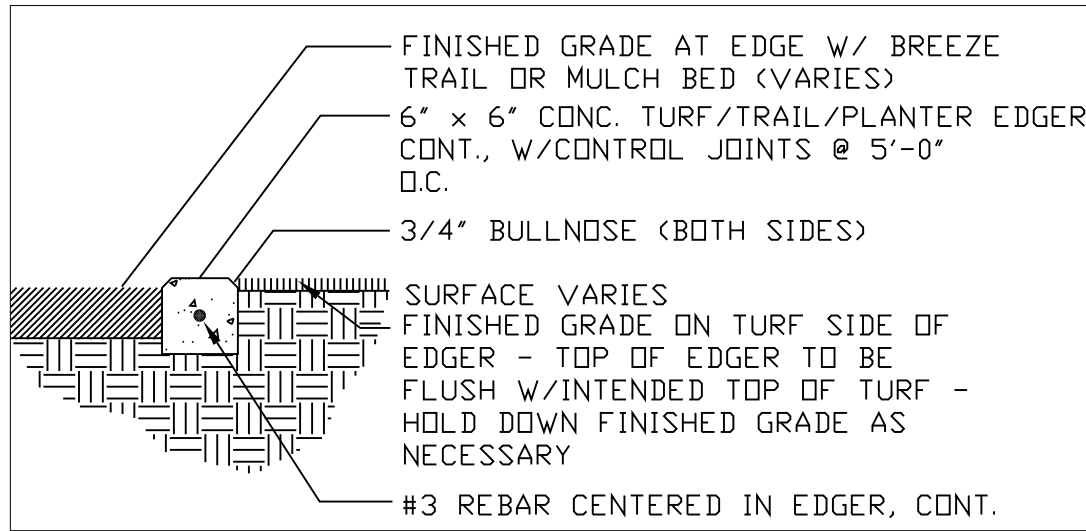 FINISHED GRADE AT EDGE W/ BREEZE
TRAIL OR MULCH BED (VARIES)
6" x 6" CONC. TURF/TRAIL/PLANTER EDGER
CONT., W/CONTROL JOINTS @ 5'-0"
O.C.
3/4" BULLNOSE (BOTH SIDES)
SURFACE VARIES
FINISHED GRADE ON TURF SIDE OF
EDGER - TOP OF EDGER TO BE
FLUSH W/INTENDED TOP OF TURF -
HOLD DOWN FINISHED GRADE AS
NECESSARY
#3 REBAR CENTERED IN EDGER, CONT.